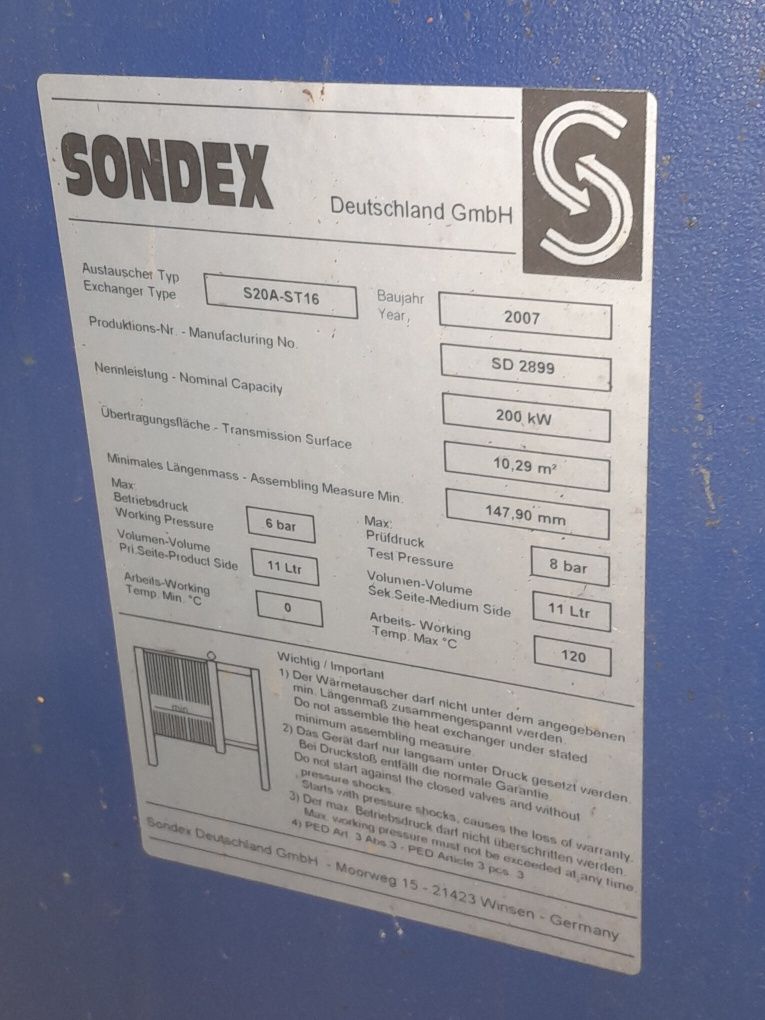 SONDEX
Deutschland GmbH
Austauscher Typ
Exchanger Type
S20A-ST16
Baujahr
Year,
2007
Produktions-Nr. - Manufacturing No.
SD 2899
Nennleistung - Nominal Capacity
200 kW
Übertragungsfläche - Transmission Surface
10,29 m²
Minimales Längenmass - Assembling Measure Min.
147,90 mm
Max:
Betriebsdruck
Working Pressure
6 bar
Max:
Prüfdruck
Test Pressure
8 bar
Volumen-Volume
Pri.Seite-Product Side
11 Ltr
Volumen-Volume
Sek.Seite-Medium Side
11 Ltr
Arbeits-Working
Temp. Min. °C
0
Arbeits- Working
Temp. Max °C
120
min.
Wichtig / Important
1) Der Wärmetauscher darf nicht unter dem angegebenen
min. Längenmaß zusammengespannt werden.
Do not assemble the heat exchanger under stated
minimum assembling measure.
2) Das Gerät darf nur langsam unter Druck gesetzt werden.
Bei Druckstoß entfällt die normale Garantie.
Do not start against the closed valves and without
pressure shocks.
Starts with pressure shocks, causes the loss of warranty.
3) Der max. Betriebsdruck darf nicht überschritten werden.
Max. working pressure must not be exceeded at any time.
4) PED Art. 3 Abs.3 - PED Article 3 pcs. 3
Sondex Deutschland GmbH - Moorweg 15 - 21423 Winsen - Germany